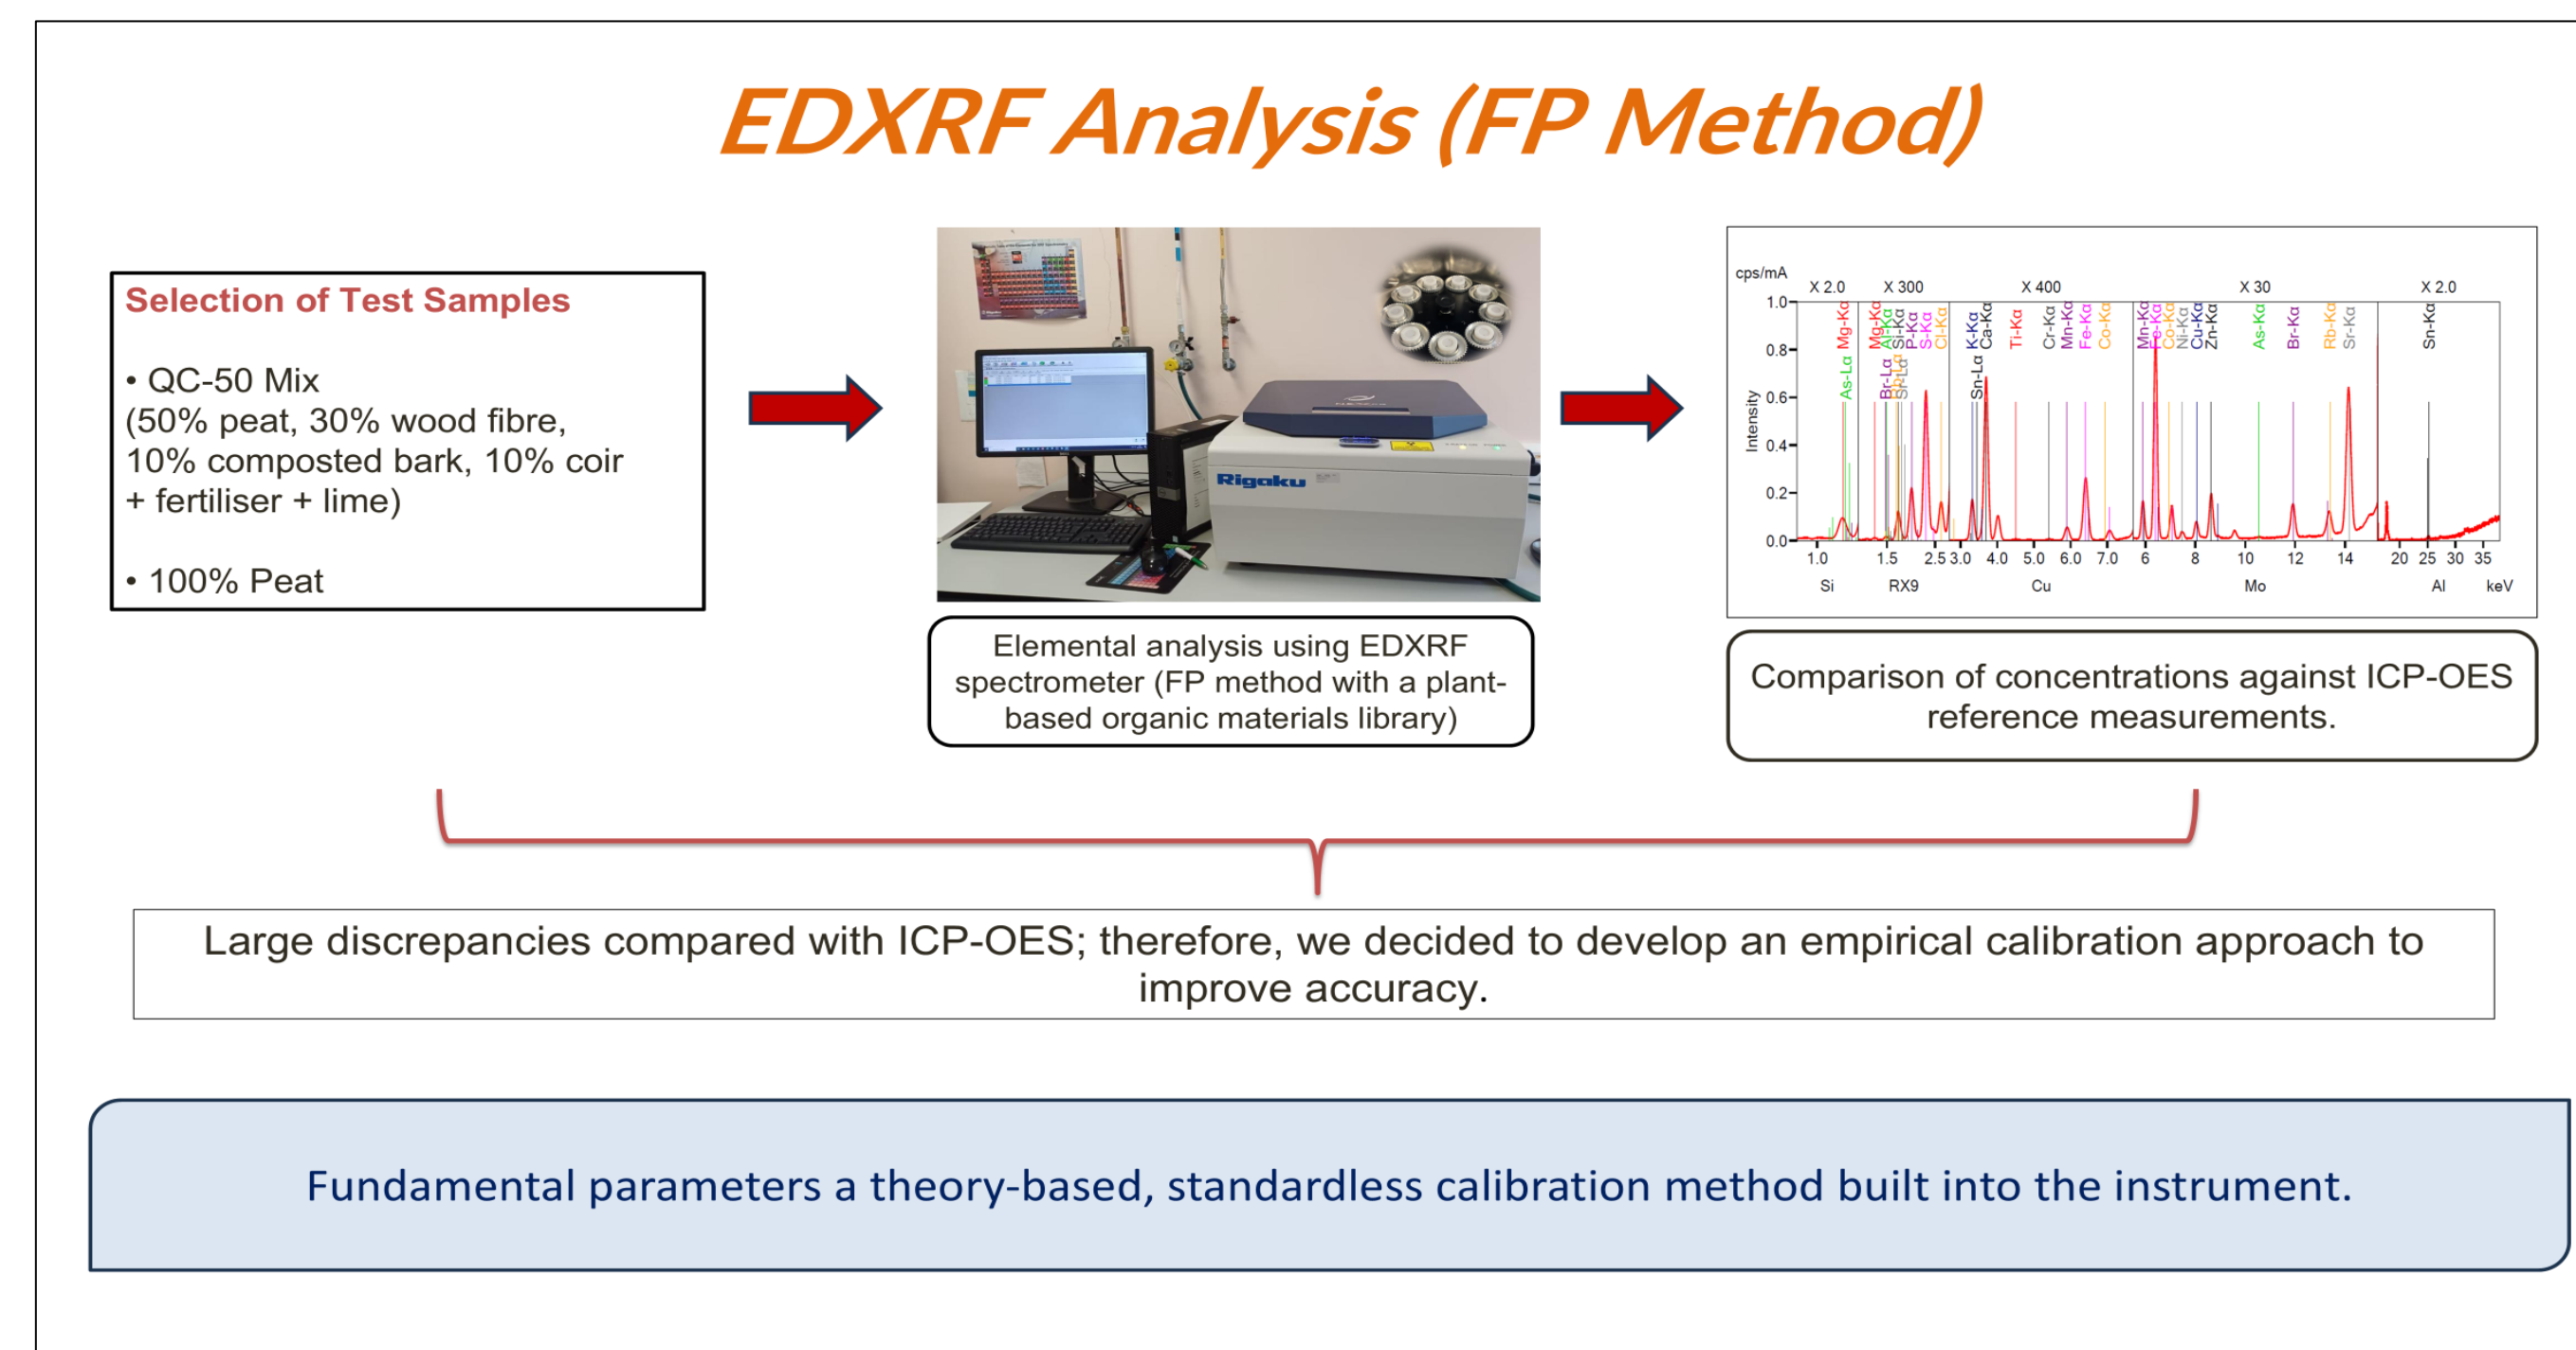 EDXRF Analysis (FP Method)
Selection of Test Samples
• QC-50 Mix
(50% peat, 30% wood fibre,
10% composted bark, 10% coir
+ fertiliser + lime)
• 100% Peat
Rigaku
Elemental analysis using EDXRF
spectrometer (FP method with a plant-
based organic materials library)
cps/mA
X 2.0 X 300 X 400 X 30 X 2.0
Intensity
1.0
0.8
0.6
0.4
0.2
0.0
Mg-Kα Mg-Kα Al-Kα Si-Kα P-Kα S-Kα Cl-Kα K-Kα Ca-Kα Ti-Kα Cr-Kα Mn-Kα Fe-Kα Co-Kα Mn-Kα Fe-Kα Co-Kα Ni-Kα Cu-Kα Zn-Kα As-Kα Br-Kα Rb-Kα Sr-Kα Sn-Kα
As-Lα Br-Lα Rb-Lα Sr-Lα Sn-Lα
1.0 1.5 2.5 3.0 4.0 5.0 6.0 7.0 6 8 10 12 14 20 25 30 35
Si RX9 Cu Mo Al keV
Comparison of concentrations against ICP-OES
reference measurements.
Large discrepancies compared with ICP-OES; therefore, we decided to develop an empirical calibration approach to
improve accuracy.
Fundamental parameters a theory-based, standardless calibration method built into the instrument.